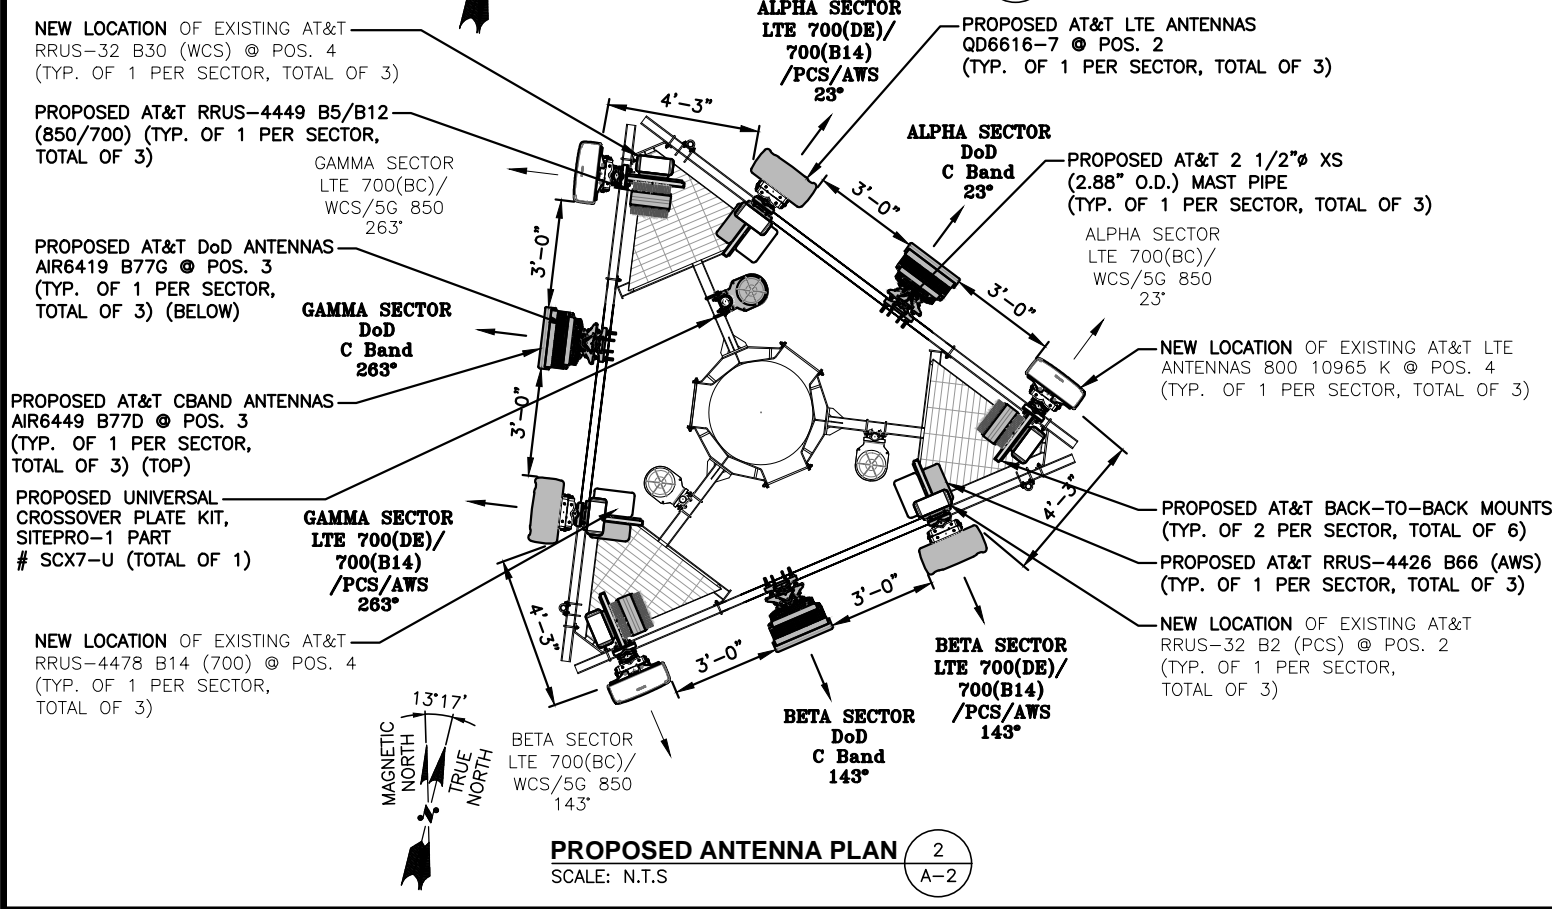 NEW LOCATION OF EXISTING AT&T
RRUS-32 B30 (WCS) @ POS. 4
(TYP. OF 1 PER SECTOR, TOTAL OF 3)
PROPOSED AT&T RRUS-4449 B5/B12
(850/700) (TYP. OF 1 PER SECTOR,
TOTAL OF 3)
GAMMA SECTOR
LTE 700(BC)/
WCS/5G 850
263°
PROPOSED AT&T DoD ANTENNAS
AIR6419 B77G @ POS. 3
(TYP. OF 1 PER SECTOR,
TOTAL OF 3) (BELOW)
GAMMA SECTOR
DoD
C Band
263°
PROPOSED AT&T CBAND ANTENNAS
AIR6449 B77D @ POS. 3
(TYP. OF 1 PER SECTOR,
TOTAL OF 3) (TOP)
PROPOSED UNIVERSAL
CROSSOVER PLATE KIT,
SITEPRO-1 PART
# SCX7-U (TOTAL OF 1)
GAMMA SECTOR
LTE 700(DE)/
700(B14)
/PCS/AWS
263°
NEW LOCATION OF EXISTING AT&T
RRUS-4478 B14 (700) @ POS. 4
(TYP. OF 1 PER SECTOR,
TOTAL OF 3)
13°17'
MAGNETIC
NORTH
TRUE
NORTH
N
ALPHA SECTOR
LTE 700(DE)/
700(B14)
/PCS/AWS
23°
4'-3"
3'-0"
3'-0"
3'-0"
3'-0"
4'-3"
3'-0"
3'-0"
4'-3"
ALPHA SECTOR
DoD
C Band
23°
PROPOSED AT&T LTE ANTENNAS
QD6616-7 @ POS. 2
(TYP. OF 1 PER SECTOR, TOTAL OF 3)
PROPOSED AT&T 2 1/2"ø XS
(2.88" O.D.) MAST PIPE
(TYP. OF 1 PER SECTOR, TOTAL OF 3)
ALPHA SECTOR
LTE 700(BC)/
WCS/5G 850
23°
NEW LOCATION OF EXISTING AT&T LTE
ANTENNAS 800 10965 K @ POS. 4
(TYP. OF 1 PER SECTOR, TOTAL OF 3)
PROPOSED AT&T BACK-TO-BACK MOUNTS
(TYP. OF 2 PER SECTOR, TOTAL OF 6)
PROPOSED AT&T RRUS-4426 B66 (AWS)
(TYP. OF 1 PER SECTOR, TOTAL OF 3)
NEW LOCATION OF EXISTING AT&T
RRUS-32 B2 (PCS) @ POS. 2
(TYP. OF 1 PER SECTOR,
TOTAL OF 3)
BETA SECTOR
LTE 700(DE)/
700(B14)
/PCS/AWS
143°
BETA SECTOR
DoD
C Band
143°
BETA SECTOR
LTE 700(BC)/
WCS/5G 850
143°
PROPOSED ANTENNA PLAN
SCALE: N.T.S
2
A-2